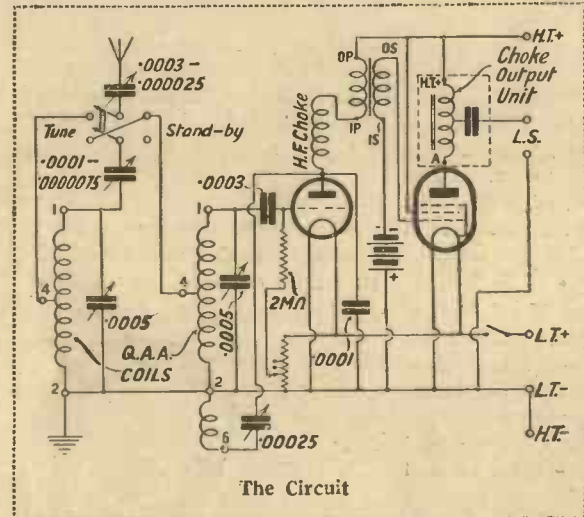 .0003 -
.000025
Tune
Stand-by
.0001 -
.0000075
1
4
.0005
Q.A.A.
COILS
2
1
4
.0005
2
6
.00025
.0003
2MΩ
H.F. Choke
OP
OS
IP
IS
-
+
.0001
H.T.+
Choke
Output
Unit
H.T.+
A
L.S.
L.T.+
L.T.-
H.T.-
The Circuit